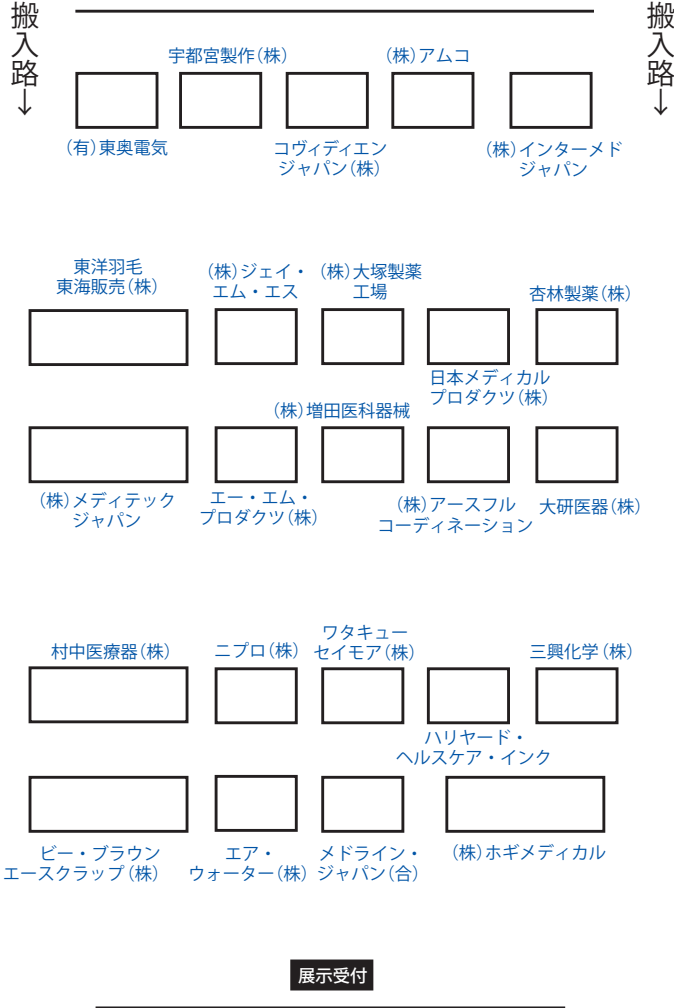 搬入路→
搬入路→
宇都宮製作(株)
(株)アムコ
(有)東奥電気
コヴィディエン
ジャパン(株)
(株)インターメド
ジャパン
東洋羽毛
東海販売(株)
(株)ジェイ・
エム・エス
(株)大塚製薬
工場
杏林製薬(株)
日本メディカル
プロダクツ(株)
(株)増田医科器械
(株)メディテック
ジャパン
エー・エム・
プロダクツ(株)
(株)アースフル
コーディネーション
大研医器(株)
村中医療器(株)
ニプロ(株)
ワタキュー
セイモア(株)
三興化学(株)
ハリヤード・
ヘルスケア・インク
ビー・ブラウン
エースクラップ(株)
エア・
ウォーター(株)
メドライン・
ジャパン(合)
(株)ホギメディカル
展示受付